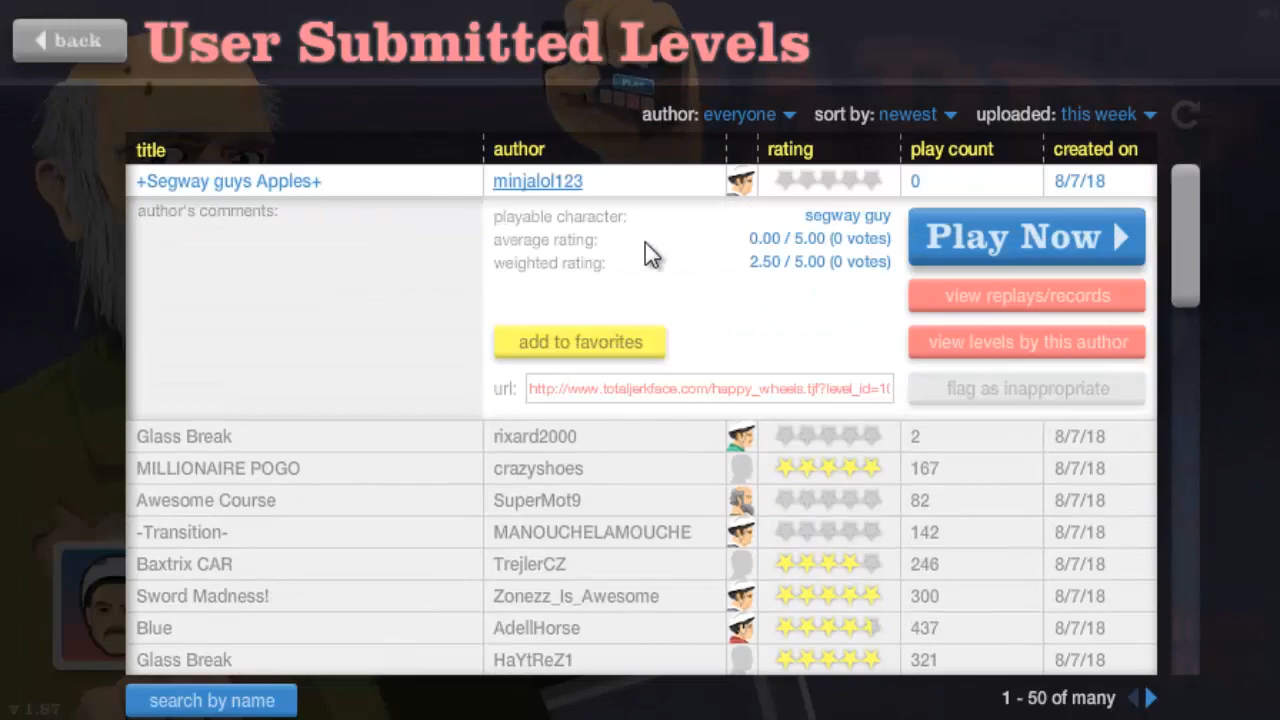 back
User Submitted Levels
author: everyone sort by: newest uploaded: this week
title author rating play count created on
+Segway guys Apples+ minjalol123 0 8/7/18
author's comments:
playable character: segway guy
average rating: 0.00 / 5.00 (0 votes)
weighted rating: 2.50 / 5.00 (0 votes)
Play Now
view replays/records
add to favorites
view levels by this author
url: http://www.totaljerkface.com/happy_wheels.tjf?level_id=1(
flag as inappropriate
Glass Break rixard2000 2 8/7/18
MILLIONAIRE POGO crazyshoes 167 8/7/18
Awesome Course SuperMot9 82 8/7/18
-Transition- MANOUCHELAMOUCHE 142 8/7/18
Baxtrix CAR TrejlerCZ 246 8/7/18
Sword Madness! Zonezz_Is_Awesome 300 8/7/18
Blue AdellHorse 437 8/7/18
Glass Break HaYtReZ1 321 8/7/18
search by name
1 - 50 of many
v 1.87